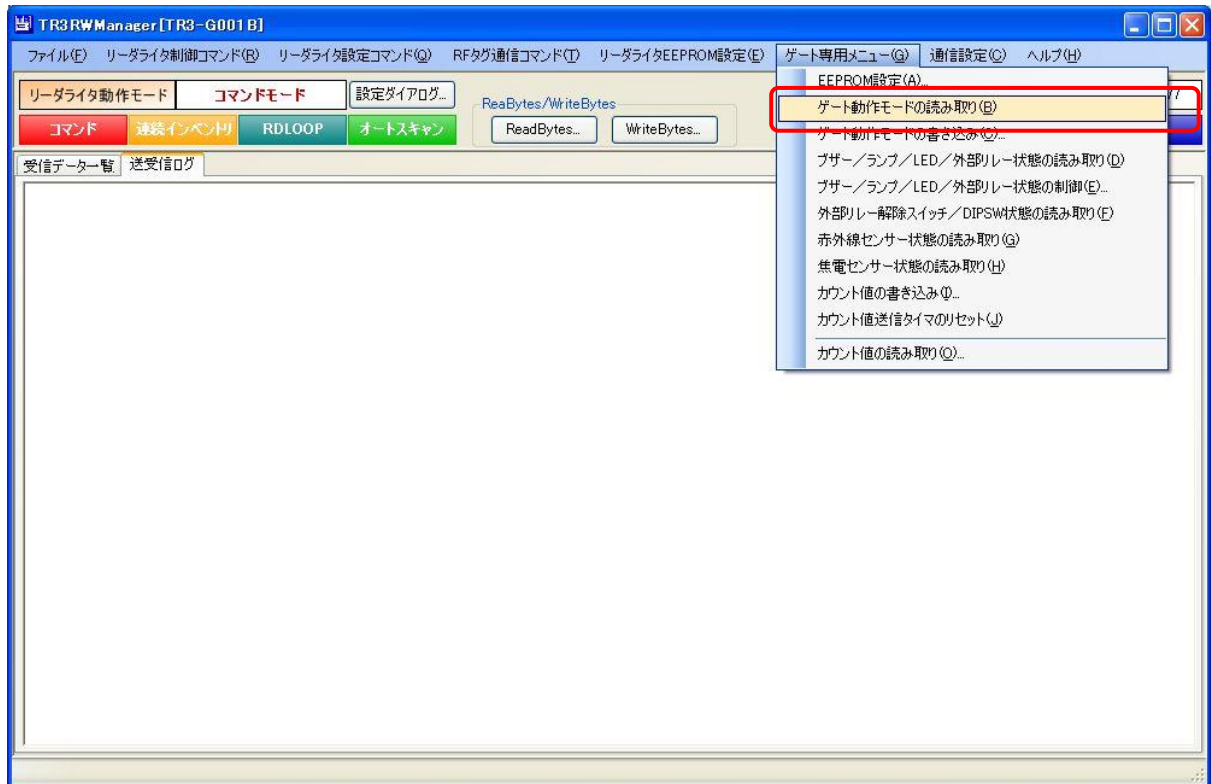 TR3RWManager[TR3-G001B]
ファイル(F) リーダライタ制御コマンド(R) リーダライタ設定コマンド(Q) RFタグ通信コマンド(T) リーダライタEEPROM設定(E) ゲート専用メニュー(G) 通信設定(C) ヘルプ(H)
リーダライタ動作モード コマンドモード 設定ダイアログ...
コマンド 連続インベントリ RDLOOP オートスキャン
ReaBytes/WriteBytes
ReadBytes... WriteBytes...
受信データ一覧 送受信ログ
EEPROM設定(A)...
ゲート動作モードの読み取り(B)
ゲート動作モードの書き込み(C)...
ブザー／ランプ／LED／外部リレー状態の読み取り(D)
ブザー／ランプ／LED／外部リレー状態の制御(E)...
外部リレー解除スイッチ／DIPSW状態の読み取り(F)
赤外線センサー状態の読み取り(G)
焦電センサー状態の読み取り(H)
カウント値の書き込み(I)...
カウント値送信タイマのリセット(J)
カウント値の読み取り(O)...